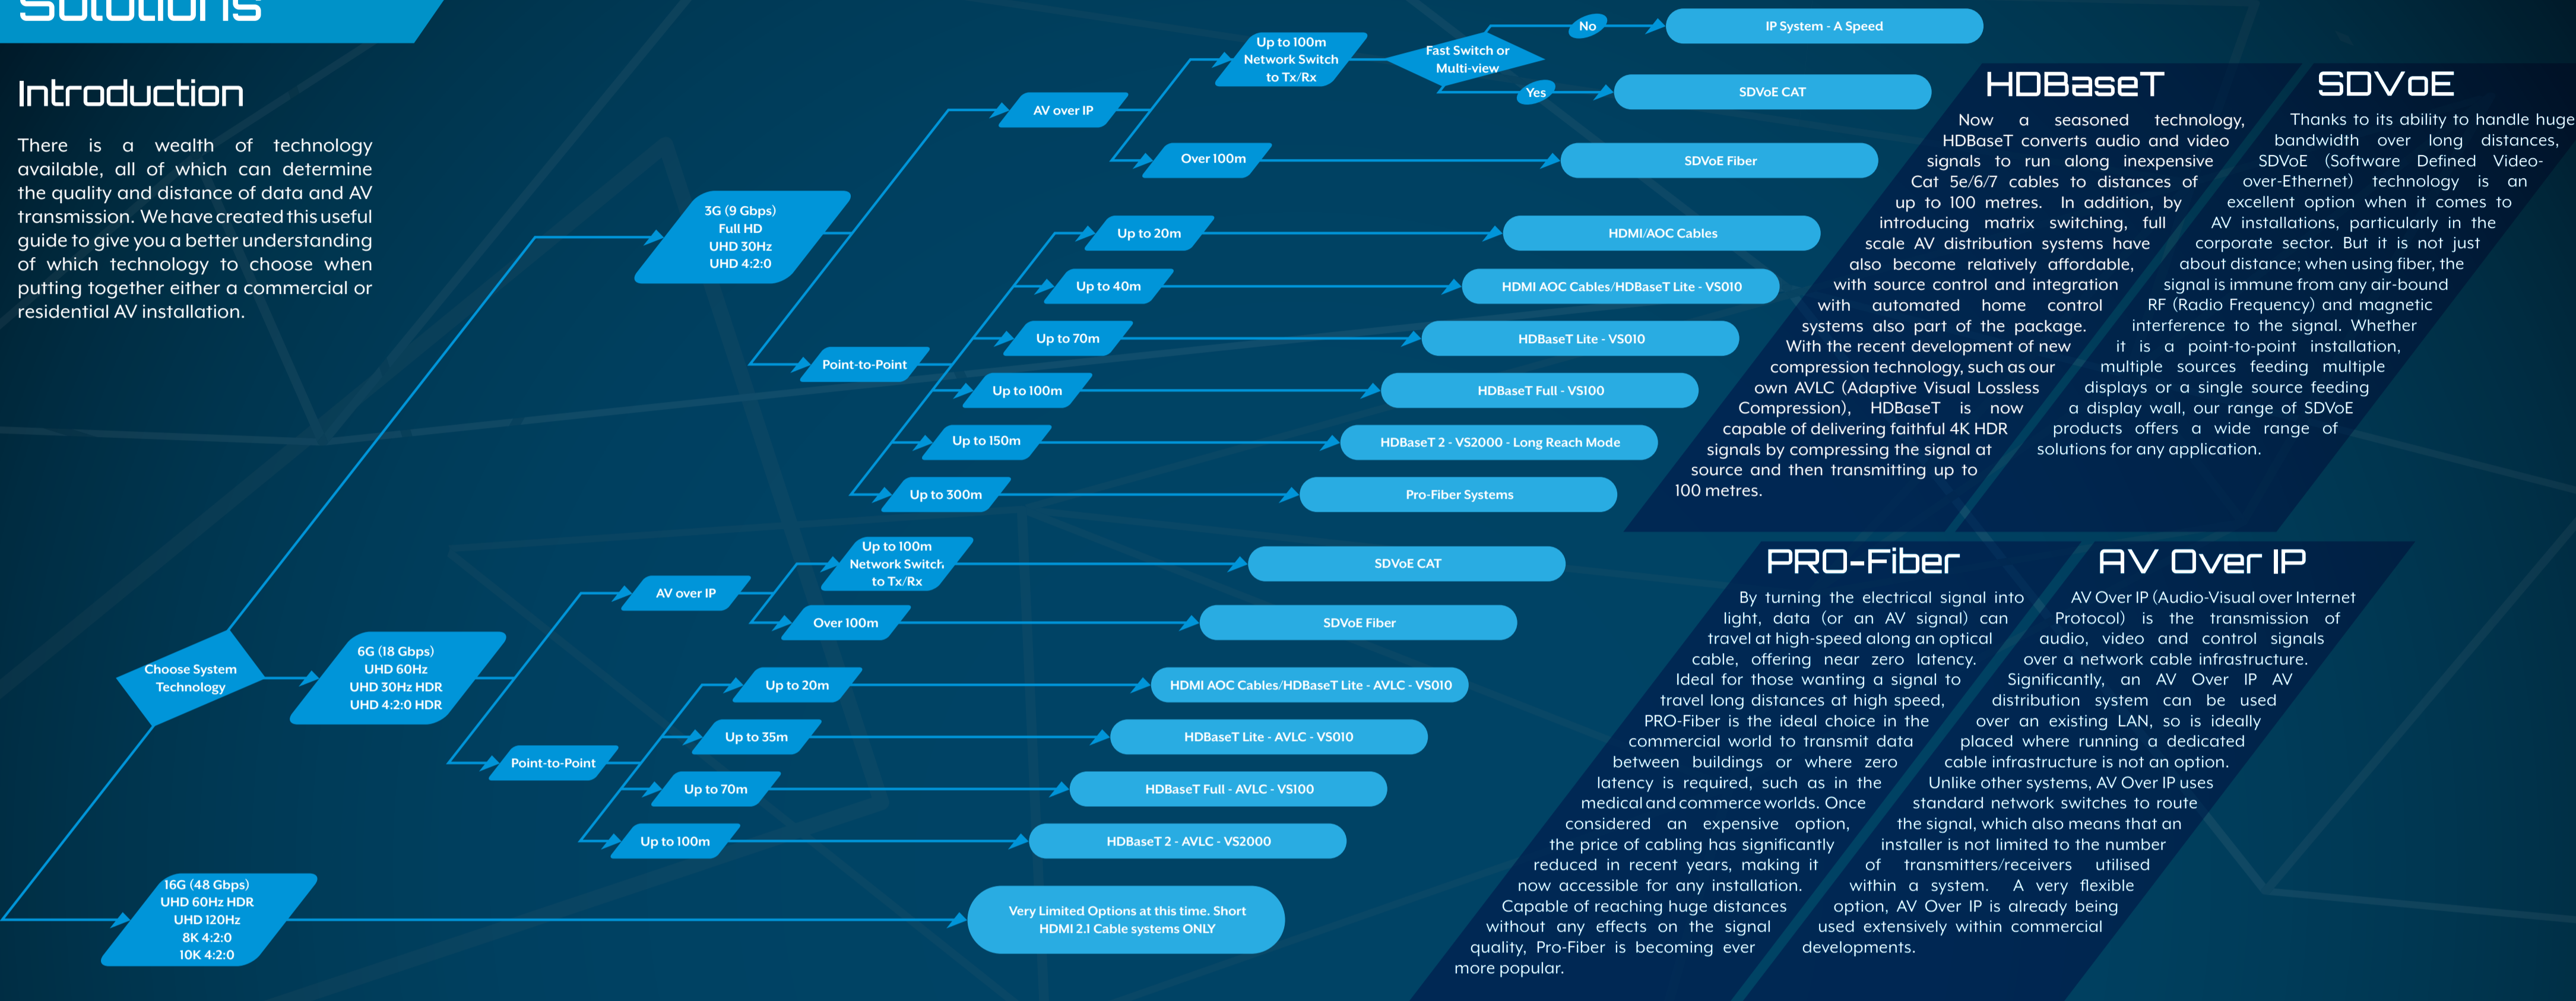 Solutions
Introduction
There is a wealth of technology
available, all of which can determine
the quality and distance of data and AV
transmission. We have created this useful
guide to give you a better understanding
of which technology to choose when
putting together either a commercial or
residential AV installation.
Choose System
Technology
3G (9 Gbps)
Full HD
UHD 30Hz
UHD 4:2:0
AV over IP
Up to 100m
Network Switch
to Tx/Rx
Fast Switch or
Multi-view
No
IP System - A Speed
Yes
SDVoE CAT
Over 100m
SDVoE Fiber
Point-to-Point
Up to 20m
HDMI/AOC Cables
Up to 40m
HDMI AOC Cables/HDBaseT Lite - VS010
Up to 70m
HDBaseT Lite - VS010
Up to 100m
HDBaseT Full - VS100
Up to 150m
HDBaseT 2 - VS2000 - Long Reach Mode
Up to 300m
Pro-Fiber Systems
6G (18 Gbps)
UHD 60Hz
UHD 30Hz HDR
UHD 4:2:0 HDR
AV over IP
Up to 100m
Network Switch
to Tx/Rx
SDVoE CAT
Over 100m
SDVoE Fiber
Point-to-Point
Up to 20m
HDMI AOC Cables/HDBaseT Lite - AVLC - VS010
Up to 35m
HDBaseT Lite - AVLC - VS010
Up to 70m
HDBaseT Full - AVLC - VS100
Up to 100m
HDBaseT 2 - AVLC - VS2000
16G (48 Gbps)
UHD 60Hz HDR
UHD 120Hz
8K 4:2:0
10K 4:2:0
Very Limited Options at this time. Short
HDMI 2.1 Cable systems ONLY
HDBaseT
Now a seasoned technology,
HDBaseT converts audio and video
signals to run along inexpensive
Cat 5e/6/7 cables to distances of
up to 100 metres. In addition, by
introducing matrix switching, full
scale AV distribution systems have
also become relatively affordable,
with source control and integration
with automated home control
systems also part of the package.
With the recent development of new
compression technology, such as our
own AVLC (Adaptive Visual Lossless
Compression), HDBaseT is now
capable of delivering faithful 4K HDR
signals by compressing the signal at
source and then transmitting up to
100 metres.
SDVoE
Thanks to its ability to handle huge
bandwidth over long distances,
SDVoE (Software Defined Video-
over-Ethernet) technology is an
excellent option when it comes to
AV installations, particularly in the
corporate sector. But it is not just
about distance; when using fiber, the
signal is immune from any air-bound
RF (Radio Frequency) and magnetic
interference to the signal. Whether
it is a point-to-point installation,
multiple sources feeding multiple
displays or a single source feeding
a display wall, our range of SDVoE
products offers a wide range of
solutions for any application.
PRO-Fiber
By turning the electrical signal into
light, data (or an AV signal) can
travel at high-speed along an optical
cable, offering near zero latency.
Ideal for those wanting a signal to
travel long distances at high speed,
PRO-Fiber is the ideal choice in the
commercial world to transmit data
between buildings or where zero
latency is required, such as in the
medical and commerce worlds. Once
considered an expensive option,
the price of cabling has significantly
reduced in recent years, making it
now accessible for any installation.
Capable of reaching huge distances
without any effects on the signal
quality, Pro-Fiber is becoming ever
more popular.
AV Over IP
AV Over IP (Audio-Visual over Internet
Protocol) is the transmission of
audio, video and control signals
over a network cable infrastructure.
Significantly, an AV Over IP AV
distribution system can be used
over an existing LAN, so is ideally
placed where running a dedicated
cable infrastructure is not an option.
Unlike other systems, AV Over IP uses
standard network switches to route
the signal, which also means that an
installer is not limited to the number
of transmitters/receivers utilised
within a system. A very flexible
option, AV Over IP is already being
used extensively within commercial
developments.